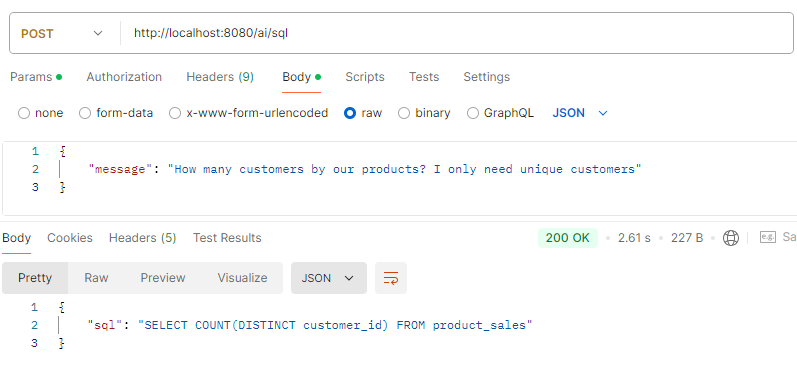 POST http://localhost:8080/ai/sql
Params Authorization Headers (9) Body Scripts Tests Settings
none form-data x-www-form-urlencoded raw binary GraphQL JSON
1 {
2 "message": "How many customers by our products? I only need unique customers"
3 }
Body Cookies Headers (5) Test Results 200 OK 2.61 s 227 B e.g. Sa
Pretty Raw Preview Visualize JSON
1 {
2 "sql": "SELECT COUNT(DISTINCT customer_id) FROM product_sales"
3 }